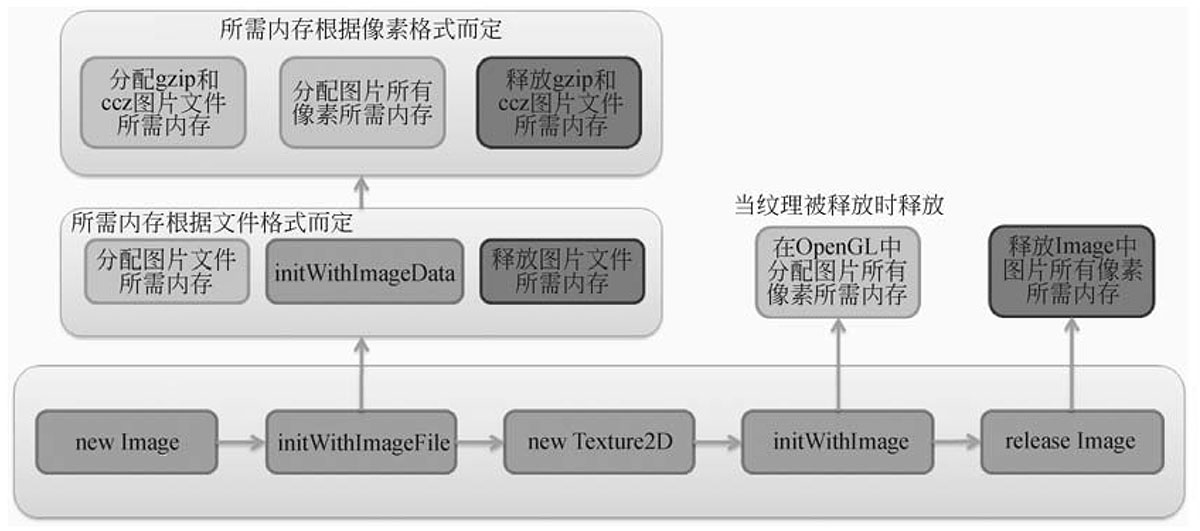 所需内存根据像素格式而定
分配gzip和
ccz图片文件
所需内存
分配图片所有
像素所需内存
释放gzip和
ccz图片文件
所需内存
所需内存根据文件格式而定
分配图片文件
所需内存
initWithImageData
释放图片文件
所需内存
当纹理被释放时释放
在OpenGL中
分配图片所有
像素所需内存
释放Image中
图片所有像素
所需内存
new Image
initWithImageFile
new Texture2D
initWithImage
release Image